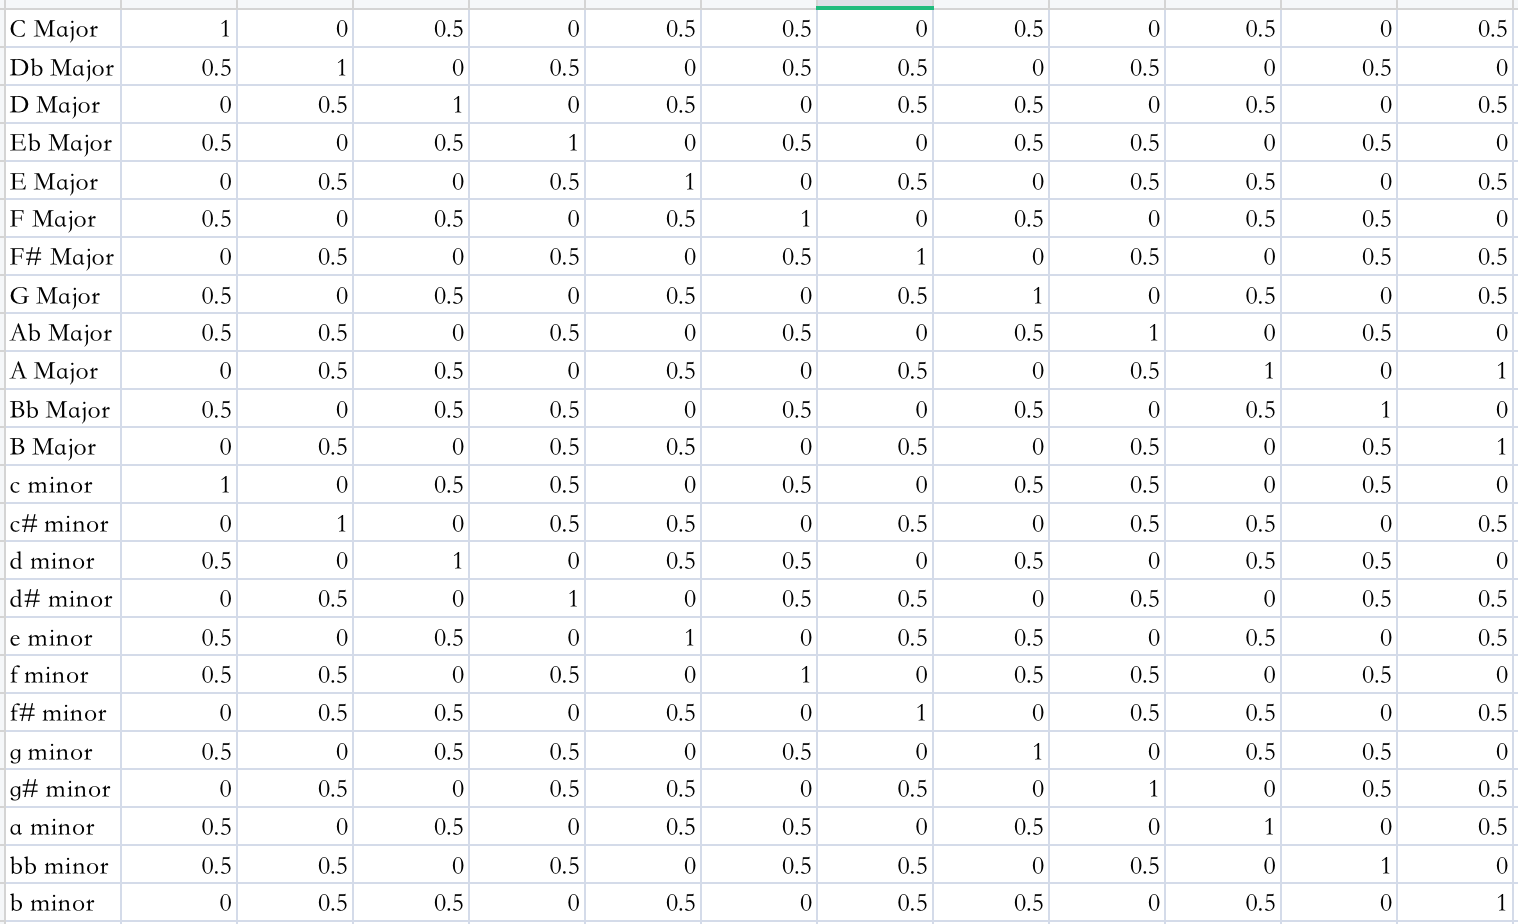 C Major 1 0 0.5 0 0.5 0.5 0 0.5 0 0.5 0 0.5
Db Major 0.5 1 0 0.5 0 0.5 0.5 0 0.5 0 0.5 0
D Major 0 0.5 1 0 0.5 0 0.5 0.5 0 0.5 0 0.5
Eb Major 0.5 0 0.5 1 0 0.5 0 0.5 0.5 0 0.5 0
E Major 0 0.5 0 0.5 1 0 0.5 0 0.5 0.5 0 0.5
F Major 0.5 0 0.5 0 0.5 1 0 0.5 0 0.5 0.5 0
F# Major 0 0.5 0 0.5 0 0.5 1 0 0.5 0 0.5 0.5
G Major 0.5 0 0.5 0 0.5 0 0.5 1 0 0.5 0 0.5
Ab Major 0.5 0.5 0 0.5 0 0.5 0 0.5 1 0 0.5 0
A Major 0 0.5 0.5 0 0.5 0 0.5 0 0.5 1 0 1
Bb Major 0.5 0 0.5 0.5 0 0.5 0 0.5 0 0.5 1 0
B Major 0 0.5 0 0.5 0.5 0 0.5 0 0.5 0 0.5 1
c minor 1 0 0.5 0.5 0 0.5 0 0.5 0.5 0 0.5 0
c# minor 0 1 0 0.5 0.5 0 0.5 0 0.5 0.5 0 0.5
d minor 0.5 0 1 0 0.5 0.5 0 0.5 0 0.5 0.5 0
d# minor 0 0.5 0 1 0 0.5 0.5 0 0.5 0 0.5 0.5
e minor 0.5 0 0.5 0 1 0 0.5 0.5 0 0.5 0 0.5
f minor 0.5 0.5 0 0.5 0 1 0 0.5 0.5 0 0.5 0
f# minor 0 0.5 0.5 0 0.5 0 1 0 0.5 0.5 0 0.5
g minor 0.5 0 0.5 0.5 0 0.5 0 1 0 0.5 0.5 0
g# minor 0 0.5 0 0.5 0.5 0 0.5 0 1 0 0.5 0.5
a minor 0.5 0 0.5 0 0.5 0.5 0 0.5 0 1 0 0.5
bb minor 0.5 0.5 0 0.5 0 0.5 0.5 0 0.5 0 1 0
b minor 0 0.5 0.5 0 0.5 0 0.5 0.5 0 0.5 0 1